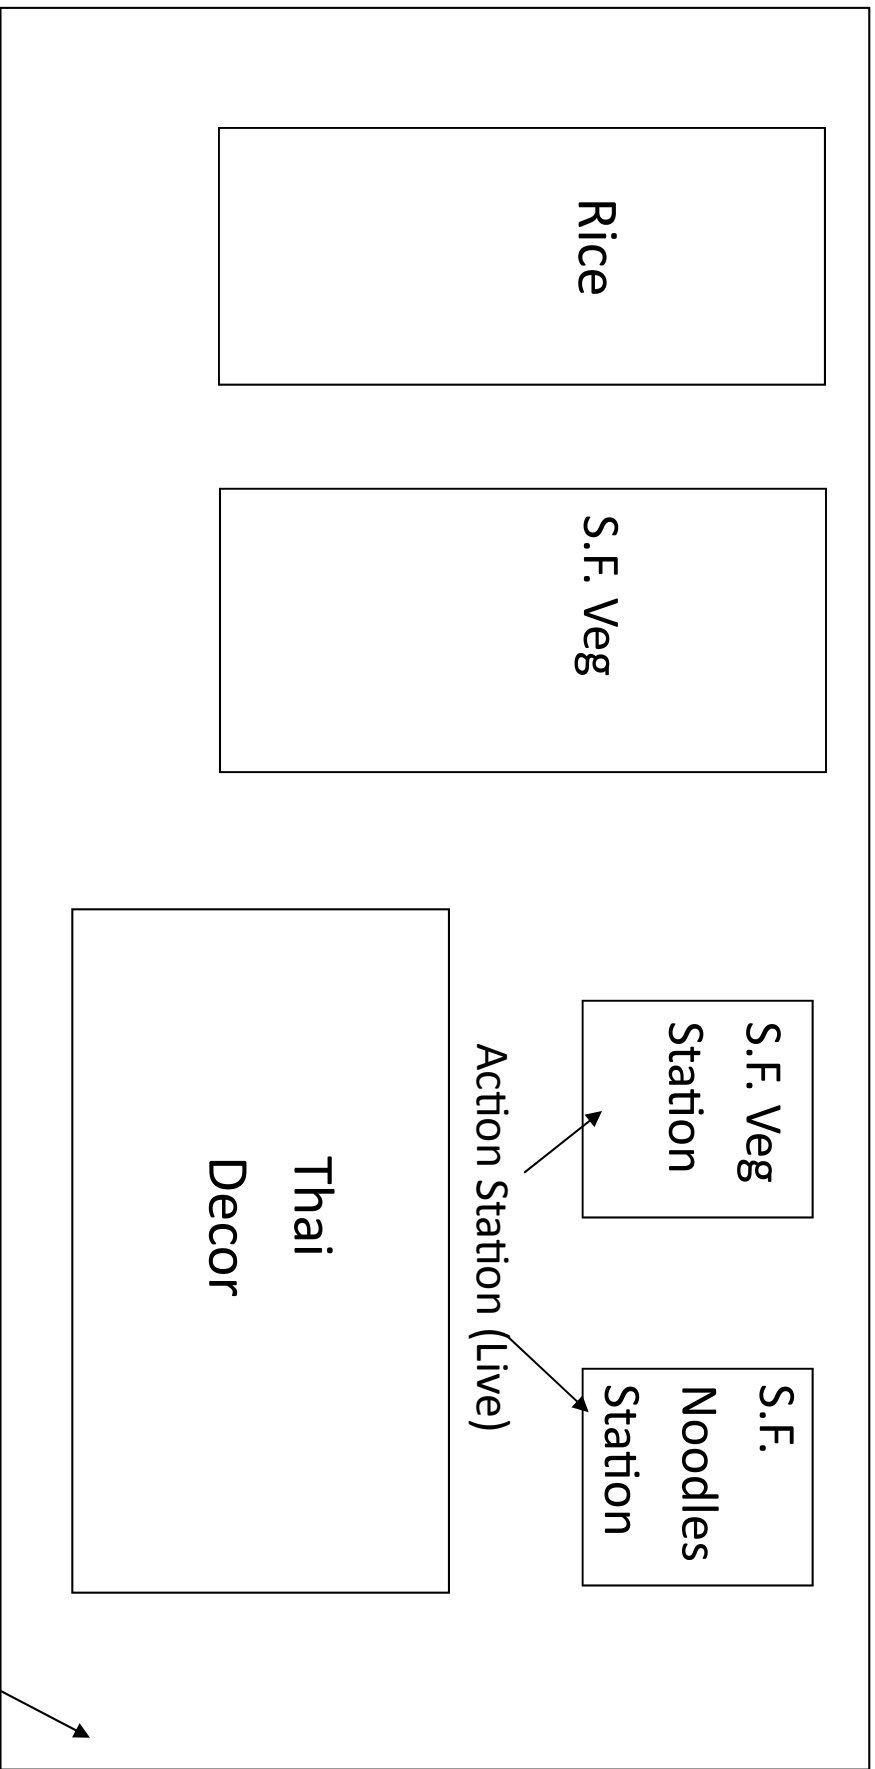 Rice
S.F. Veg
S.F. Veg
Station
S.F.
Noodles
Station
Action Station (Live)
Thai
Decor